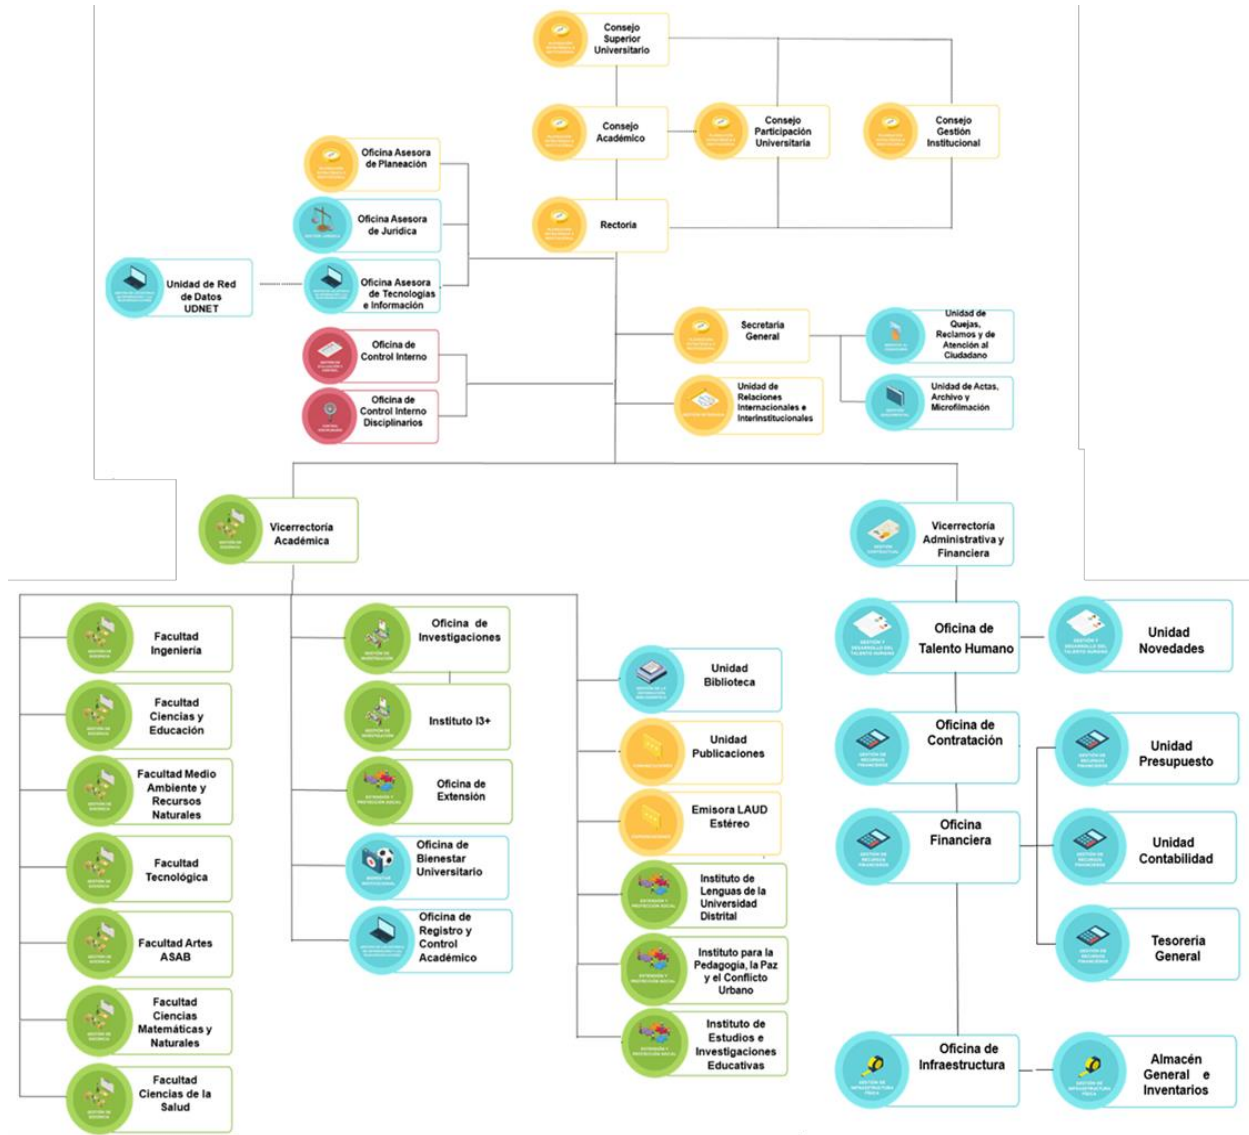 Consejo
Superior
Universitario
Consejo
Académico
Consejo
Participación
Universitaria
Consejo
Gestión
Institucional
Oficina Asesora
de Planeación
Oficina Asesora
de Juridica
Rectoría
Unidad de Red
de Datos
UDNET
Oficina Asesora
de Tecnologías
e Información
Oficina de
Control Interno
Oficina de
Control Interno
Disciplinarios
Secretaria
General
Unidad de
Quejas,
Reclamos y de
Atención al
Ciudadano
Unidad de
Relaciones
Internacionales e
Interinstitucionales
Unidad de Actas,
Archivo y
Microfilmación
Vicerrectoría
Académica
Vicerrectoría
Administrativa y
Financiera
Facultad
Ingeniería
Facultad
Ciencias y
Educación
Facultad Medio
Ambiente y
Recursos
Naturales
Facultad
Tecnológica
Facultad Artes
ASAB
Facultad
Ciencias
Matemáticas y
Naturales
Facultad
Ciencias de la
Salud
Oficina de
Investigaciones
Instituto I3+
Oficina de
Extensión
Oficina de
Bienestar
Universitario
Oficina de
Registro y
Control
Académico
Unidad
Biblioteca
Unidad
Publicaciones
Emisora LAUD
Estéreo
Instituto de
Lenguas de la
Universidad
Distrital
Instituto para la
Pedagogía, la Paz
y el Conflicto
Urbano
Instituto de
Estudios e
Investigaciones
Educativas
Oficina de
Talento Humano
Unidad
Novedades
Oficina de
Contratación
Unidad
Presupuesto
Oficina
Financiera
Unidad
Contabilidad
Tesoreria
General
Oficina de
Infraestructura
Almacén
General e
Inventarios